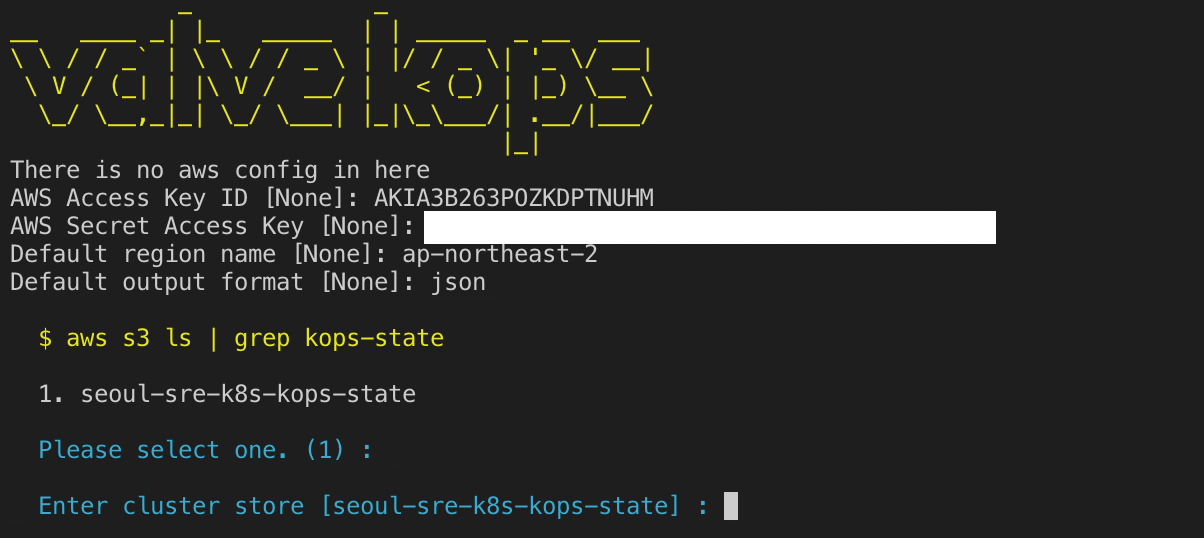 valve kops
There is no aws config in here
AWS Access Key ID [None]: AKIA3B263POZKDPTNUHM
AWS Secret Access Key [None]:
Default region name [None]: ap-northeast-2
Default output format [None]: json
$ aws s3 ls | grep kops-state
1. seoul-sre-k8s-kops-state
Please select one. (1) :
Enter cluster store [seoul-sre-k8s-kops-state] :